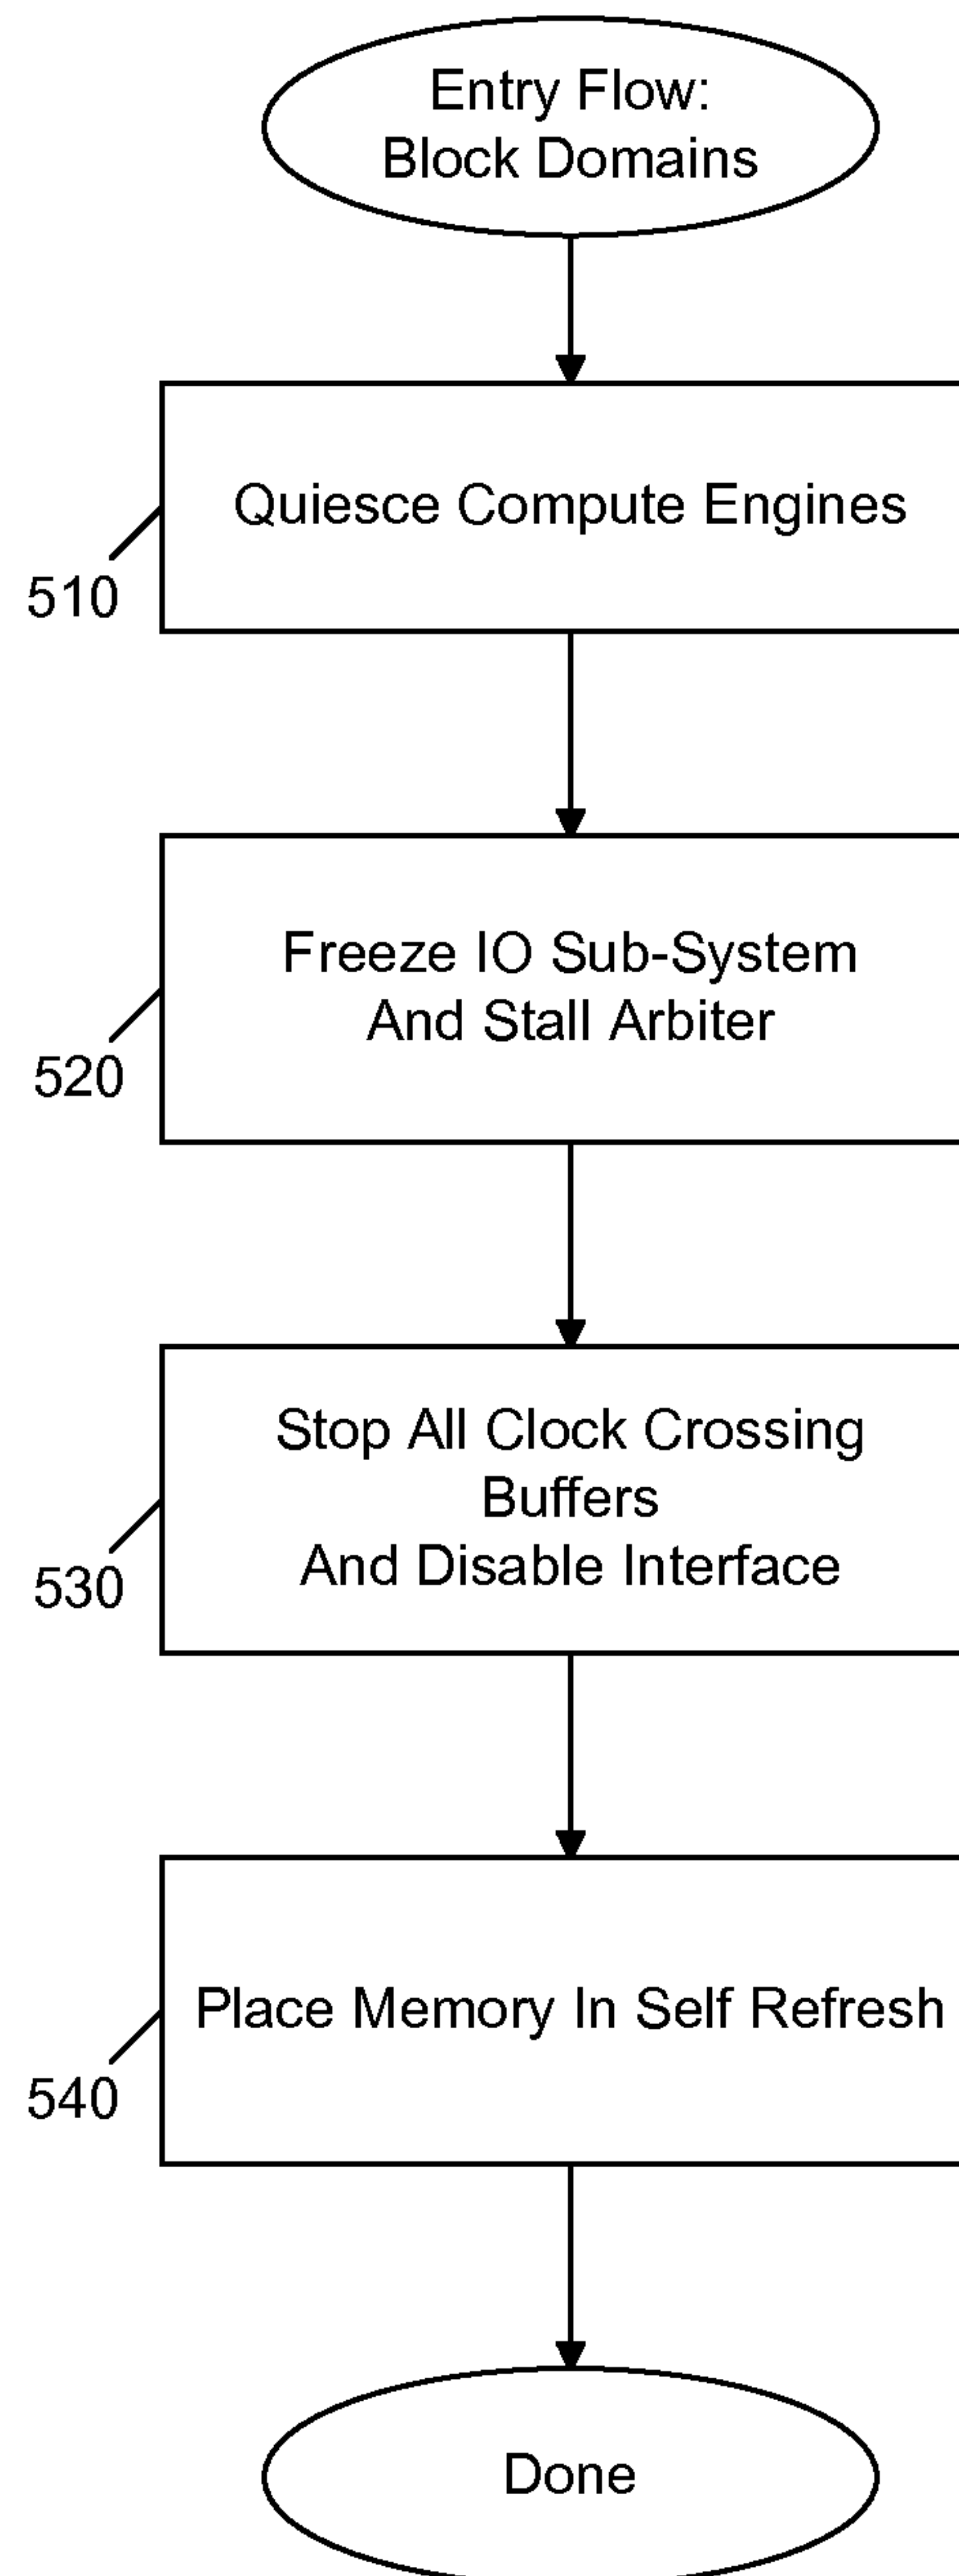 Entry Flow:
Block Domains
Quiesce Compute Engines
510
Freeze IO Sub-System
And Stall Arbiter
520
Stop All Clock Crossing
Buffers
And Disable Interface
530
Place Memory In Self Refresh
540
Done